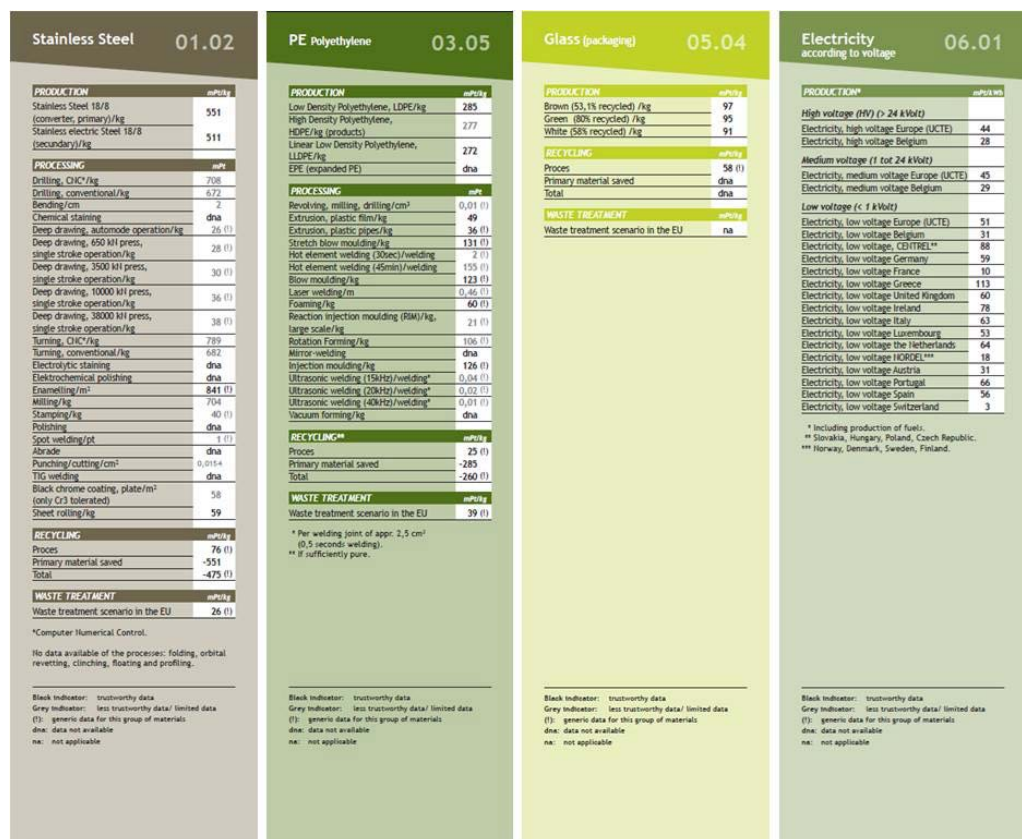 Stainless Steel 01.02
PRODUCTION mPt/kg
Stainless Steel 18/8
(converter, primary)/kg 551
Stainless electric Steel 18/8
(secundary)/kg 511
PROCESSING mPt
Drilling, CNC*/kg 708
Drilling, conventional/kg 672
Bending/cm 2
Chemical staining dna
Deep drawing, automode operation/kg 26 (!)
Deep drawing, 650 kN press,
single stroke operation/kg 28 (!)
Deep drawing, 3500 kN press,
single stroke operation/kg 30 (!)
Deep drawing, 10000 kN press,
single stroke operation/kg 36 (!)
Deep drawing, 38000 kN press,
single stroke operation/kg 38 (!)
Turning, CNC*/kg 789
Turning, conventional/kg 682
Electrolytic staining dna
Elektrochemical polishing dna
Enamelling/m² 841 (!)
Milling/kg 704
Stamping/kg 40 (!)
Polishing dna
Spot welding/pt 1 (!)
Abrade dna
Punching/cutting/cm² 0,0154
TIG welding dna
Black chrome coating, plate/m²
(only Cr3 tolerated) 58
Sheet rolling/kg 59
RECYCLING mPt/kg
Proces 76 (!)
Primary material saved -551
Total -475 (!)
WASTE TREATMENT mPt/kg
Waste treatment scenario in the EU 26 (!)
*Computer Numerical Control.
No data available of the processes: folding, orbital
revetting, clinching, floating and profiling.
Black indicator: trustworthy data
Grey indicator: less trustworthy data/ limited data
(!): generic data for this group of materials
dna: data not available
na: not applicable
PE Polyethylene 03.05
PRODUCTION mPt/kg
Low Density Polyethylene, LDPE/kg 285
High Density Polyethylene,
HDPE/kg (products) 277
Linear Low Density Polyethylene,
LLDPE/kg 272
EPE (expanded PE) dna
PROCESSING mPt
Revolving, milling, drilling/cm³ 0,01 (!)
Extrusion, plastic film/kg 49
Extrusion, plastic pipes/kg 36 (!)
Stretch blow moulding/kg 131 (!)
Hot element welding (30sec)/welding 2 (!)
Hot element welding (45min)/welding 155 (!)
Blow moulding/kg 123 (!)
Laser welding/m 0,46 (!)
Foaming/kg 60 (!)
Reaction injection moulding (RIM)/kg,
large scale/kg 21 (!)
Rotation Forming/kg 106 (!)
Mirror-welding dna
Injection moulding/kg 126 (!)
Ultrasonic welding (15kHz)/welding* 0,04 (!)
Ultrasonic welding (20kHz)/welding* 0,02 (!)
Ultrasonic welding (40kHz)/welding* 0,01 (!)
Vacuum forming/kg dna
RECYCLING** mPt/kg
Proces 25 (!)
Primary material saved -285
Total -260 (!)
WASTE TREATMENT mPt/kg
Waste treatment scenario in the EU 39 (!)
* Per welding joint of appr. 2,5 cm²
(0,5 seconds welding).
** If sufficiently pure.
Black indicator: trustworthy data
Grey indicator: less trustworthy data/ limited data
(!): generic data for this group of materials
dna: data not available
na: not applicable
Glass (packaging) 05.04
PRODUCTION mPt/kg
Brown (53,1% recycled) /kg 97
Green (80% recycled) /kg 95
White (58% recycled) /kg 91
RECYCLING mPt/kg
Proces 58 (!)
Primary material saved dna
Total dna
WASTE TREATMENT mPt/kg
Waste treatment scenario in the EU na
Black indicator: trustworthy data
Grey indicator: less trustworthy data/ limited data
(!): generic data for this group of materials
dna: data not available
na: not applicable
Electricity 06.01
according to voltage
PRODUCTION* mPt/kWh
High voltage (HV) (> 24 kVolt)
Electricity, high voltage Europe (UCTE) 44
Electricity, high voltage Belgium 28
Medium voltage (1 tot 24 kVolt)
Electricity, medium voltage Europe (UCTE) 45
Electricity, medium voltage Belgium 29
Low voltage (< 1 kVolt)
Electricity, low voltage Europe (UCTE) 51
Electricity, low voltage Belgium 31
Electricity, low voltage, CENTREL** 88
Electricity, low voltage Germany 59
Electricity, low voltage France 10
Electricity, low voltage Greece 113
Electricity, low voltage United Kingdom 60
Electricity, low voltage Ireland 78
Electricity, low voltage Italy 63
Electricity, low voltage Luxembourg 53
Electricity, low voltage the Netherlands 64
Electricity, low voltage NORDEL*** 18
Electricity, low voltage Austria 31
Electricity, low voltage Portugal 66
Electricity, low voltage Spain 56
Electricity, low voltage Switzerland 3
* Including production of fuels.
** Slovakia, Hungary, Poland, Czech Republic.
*** Norway, Denmark, Sweden, Finland.
Black indicator: trustworthy data
Grey indicator: less trustworthy data/ limited data
(!): generic data for this group of materials
dna: data not available
na: not applicable